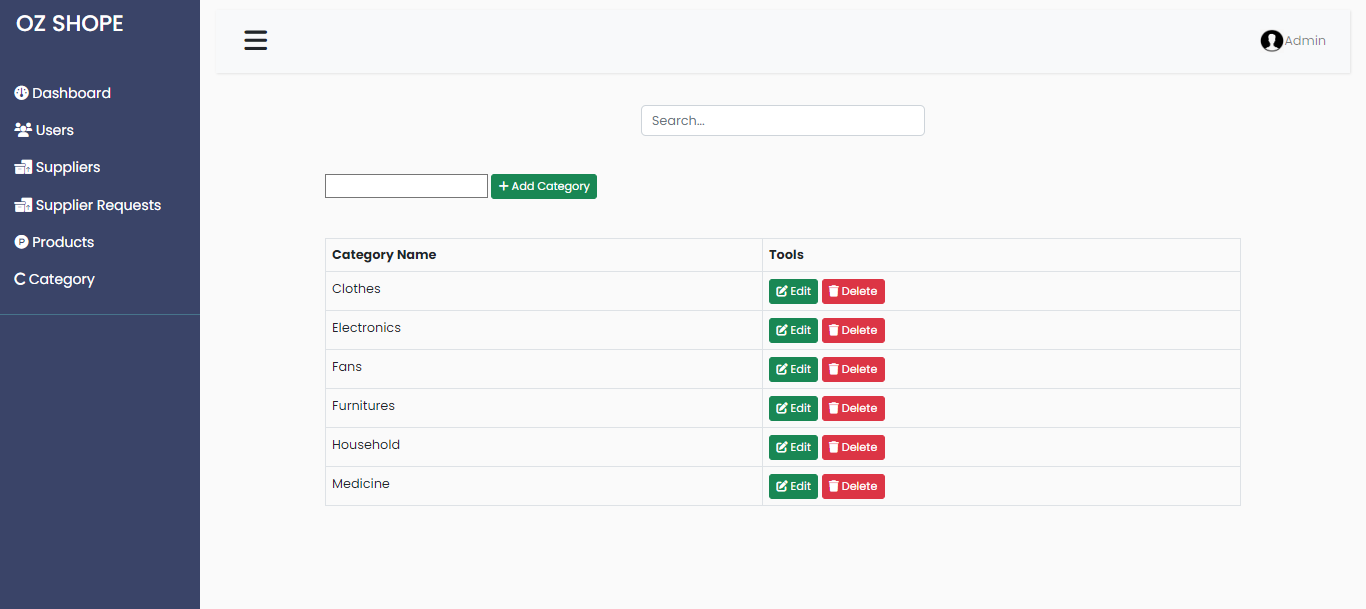 OZ SHOPE
Admin
Dashboard
Users
Suppliers
Supplier Requests
Products
Category
Search...
Add Category
Category Name Tools
Clothes Edit Delete
Electronics Edit Delete
Fans Edit Delete
Furnitures Edit Delete
Household Edit Delete
Medicine Edit Delete